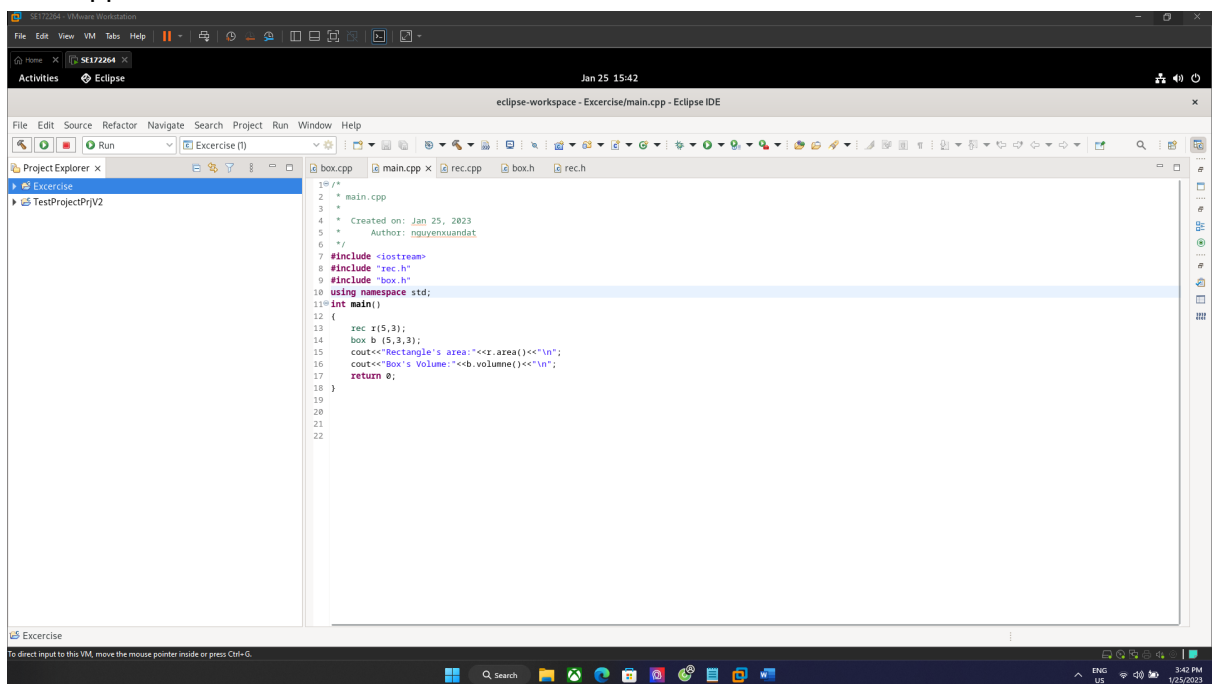 SE172264 - VMware Workstation
File Edit View VM Tabs Help
Home SE172264
Activities Eclipse Jan 25 15:42
eclipse-workspace - Excercise/main.cpp - Eclipse IDE
File Edit Source Refactor Navigate Search Project Run Window Help
Run Excercise (1)
Project Explorer box.cpp main.cpp rec.cpp box.h rec.h
Excercise
TestProjectPrjV2
1 /*
2 * main.cpp
3 *
4 * Created on: Jan 25, 2023
5 * Author: nguyenxuandat
6 */
7 #include <iostream>
8 #include "rec.h"
9 #include "box.h"
10 using namespace std;
11 int main()
12 {
13 rec r(5,3);
14 box b (5,3,3);
15 cout<<"Rectangle's area:"<<r.area()<<"\n";
16 cout<<"Box's Volume:"<<b.volumne()<<"\n";
17 return 0;
18 }
19
20
21
22
Excercise
To direct input to this VM, move the mouse pointer inside or press Ctrl+G.
Search
ENG US 3:42 PM 1/25/2023